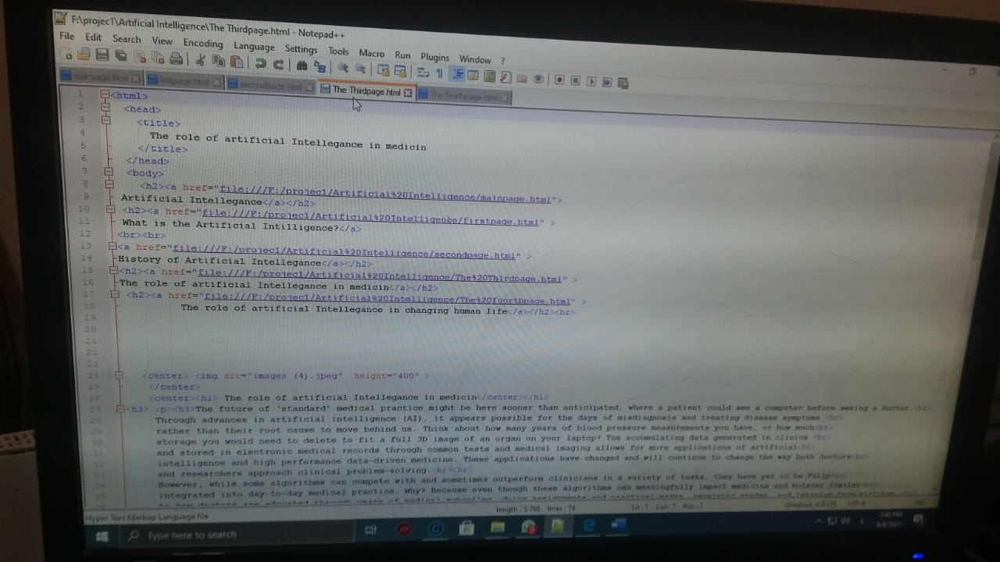 F:\projec1\Artificial Intelligence\The Thirdpage.html - Notepad++
File Edit Search View Encoding Language Settings Tools Macro Run Plugins Window ?
mainpage.html firstpage.html secondpage.html The Thirdpage.html The fourthpage.html
1 <html>
2 <head>
3 <title>
4 The role of artificial Intellegance in medicin
5 </title>
6 </head>
7 <body>
8 <h2><a href="file:///F:/projec1/Artificial%20Intelligence/mainpage.html">
9 Artificial Intellegance</a></h2>
10 <h2><a href="file:///F:/projec1/Artificial%20Intelligence/firstpage.html" >
11 What is the Artificial Intilligence?</a>
12 <br><br>
13 <a href="file:///F:/projec1/Artificial%20Intelligence/secondpage.html" >
14 History of Artificial Intellegance</a></h2>
15 <h2><a href="file:///F:/projec1/Artificial%20Intelligence/The%20Thirdpage.html" >
16 The role of artificial Intellegance in medicin</a></h2>
17 <h2><a href="file:///F:/projec1/Artificial%20Intelligence/The%20fourthpage.html" >
18 The role of artificial Intellegance in changing human life</a></h2><br>
19
20
21
22
23
24 <center> <img src="images (4).jpeg" height="400" >
25 </center>
26 <center><h1> The role of artificial Intellegance in medicin</center></h1>
27 <h3> <p><h3>The future of 'standard' medical practice might be here sooner than anticipated, where a patient could see a computer before seeing a doctor.<br>
28 Through advances in artificial intelligence (AI), it appears possible for the days of misdiagnosis and treating disease symptoms <br>
29 rather than their root cause to move behind us. Think about how many years of blood pressure measurements you have, or how much<br>
30 storage you would need to delete to fit a full 3D image of an organ on your laptop? The accumulating data generated in clinics <br>
31 and stored in electronic medical records through common tests and medical imaging allows for more applications of artificial<br>
32 intelligence and high performance data-driven medicine. These applications have changed and will continue to change the way both doctors<br>
33 and researchers approach clinical problem-solving.<br><br>
34 However, while some algorithms can compete with and sometimes outperform clinicians in a variety of tasks, they have yet to be fully<br>
35 integrated into day-to-day medical practice. Why? Because even though these algorithms can meaningfully impact medicine and bolster
Hyper Text Markup Language file length : 5,768 lines : 74 Ln : 1 Col : 7 Pos : 7 Windows (CR LF) UTF-8 INS
Type here to search
7:40 PM
6/8/2021